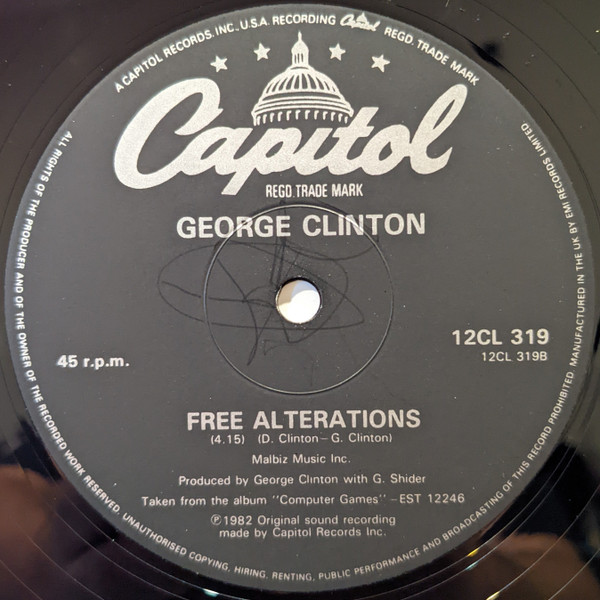 A CAPITOL RECORDS, INC. U.S.A. RECORDING Capitol REGD. TRADE MARK
Capitol
REGD TRADE MARK
GEORGE CLINTON
12CL 319
12CL 319B
45 r.p.m.
FREE ALTERATIONS
(4.15) (D. Clinton - G. Clinton)
Malbiz Music Inc.
Produced by George Clinton with G. Shider
Taken from the album "Computer Games" - EST 12246
℗ 1982 Original sound recording
made by Capitol Records Inc.
ALL RIGHTS OF THE PRODUCER AND OF THE OWNER OF THE RECORDED WORK RESERVED. UNAUTHORISED COPYING, HIRING, RENTING, PUBLIC PERFORMANCE AND BROADCASTING OF THIS RECORD PROHIBITED. MANUFACTURED IN THE UK BY EMI RECORDS LIMITED.